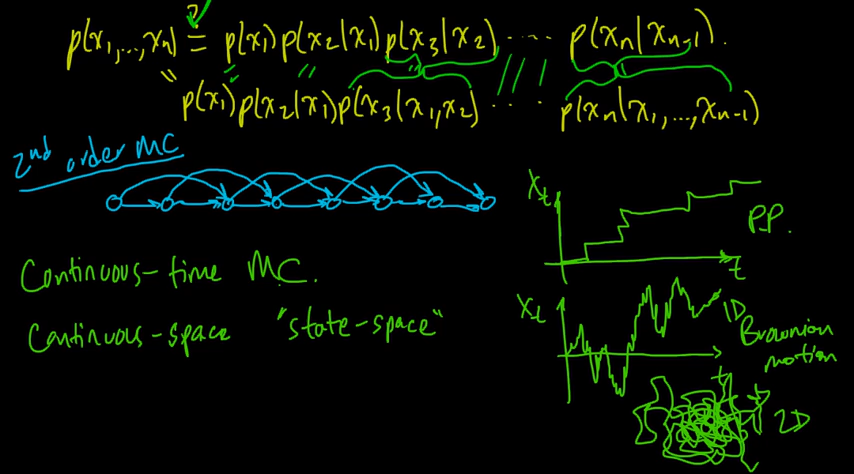 ?
p(x₁,...,xₙ) = p(x₁) p(x₂|x₁) p(x₃|x₂) ..... p(xₙ|xₙ₋₁).
p(x₁) p(x₂|x₁) p(x₃|x₁,x₂) ..... p(xₙ|x₁,...,xₙ₋₁)
2nd order MC
Xt
P.P.
t
Continuous-time MC.
Xt
1D
Continuous-space "state-space"
Brownian
motion
t
2D